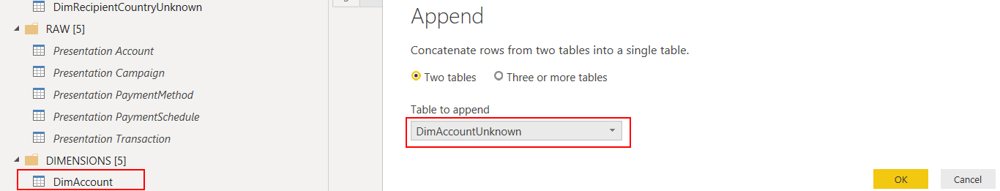 DimRecipientCountryUnknown
RAW [5]
Presentation Account
Presentation Campaign
Presentation PaymentMethod
Presentation PaymentSchedule
Presentation Transaction
DIMENSIONS [5]
DimAccount
Append
Concatenate rows from two tables into a single table.
Two tables
Three or more tables
Table to append
DimAccountUnknown
OK
Cancel